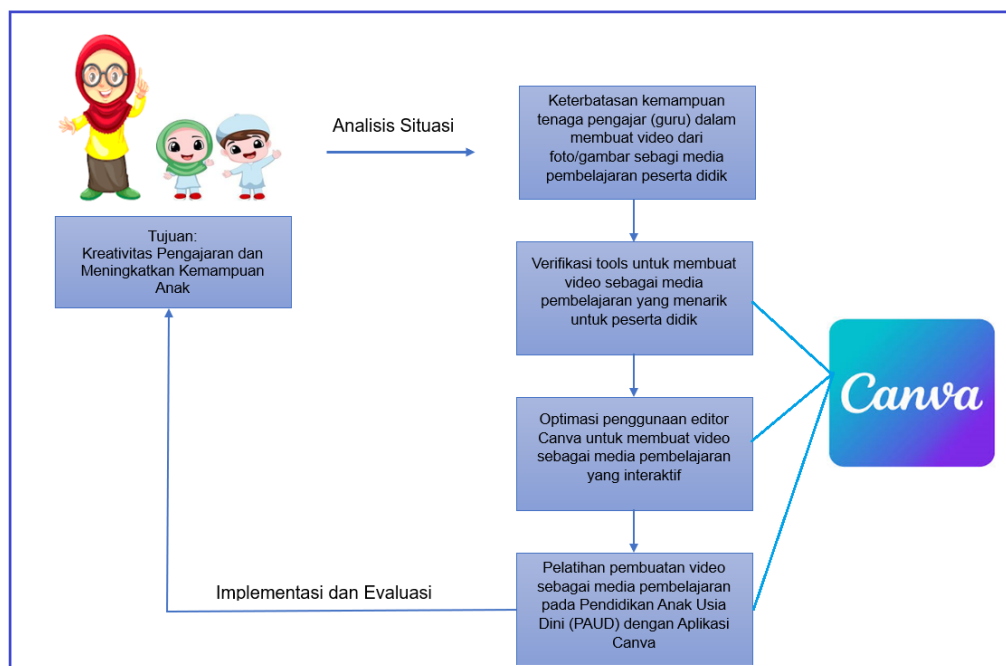 Analisis Situasi
Keterbatasan kemampuan
tenaga pengajar (guru) dalam
membuat video dari
foto/gambar sebagi media
pembelajaran peserta didik
Tujuan:
Kreativitas Pengajaran dan
Meningkatkan Kemampuan
Anak
Verifikasi tools untuk membuat
video sebagai media
pembelajaran yang menarik
untuk peserta didik
Canva
Optimasi penggunaan editor
Canva untuk membuat video
sebagai media pembelajaran
yang interaktif
Pelatihan pembuatan video
sebagai media pembelajaran
pada Pendidikan Anak Usia
Dini (PAUD) dengan Aplikasi
Canva
Implementasi dan Evaluasi